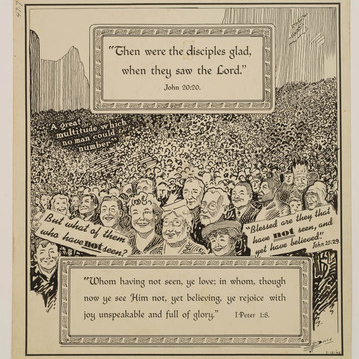 "Then were the disciples glad,
when they saw the Lord."
John 20:20.
"A great
multitude which
no man could
number"
But what of them
who have not seen?
"Blessed are they that
have not seen, and
yet have believed"
John 20:29.
"Whom having not seen, ye love; in whom, though
now ye see Him not, yet believing, ye rejoice with
joy unspeakable and full of glory." I Peter 1:8.